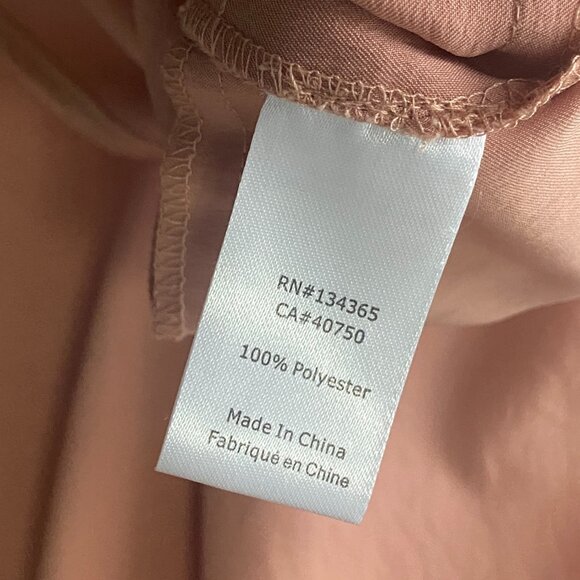 RN#134365
CA#40750
100% Polyester
Made In China
Fabriqué en Chine